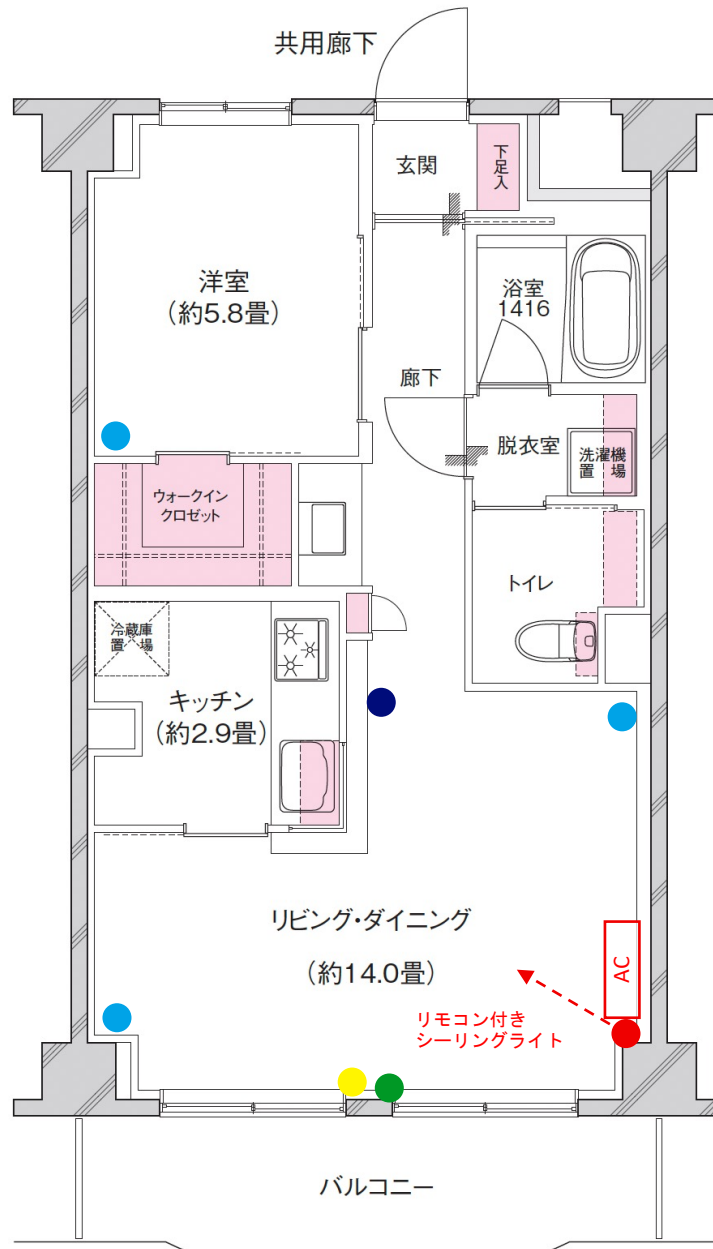 共用廊下
玄関
下足入
洋室
（約5.8畳）
浴室
1416
廊下
脱衣室
洗濯機
置　場
ウォークイン
クロゼット
トイレ
冷蔵庫
置　場
キッチン
（約2.9畳）
リビング・ダイニング
（約14.0畳）
AC
リモコン付き
シーリングライト
バルコニー